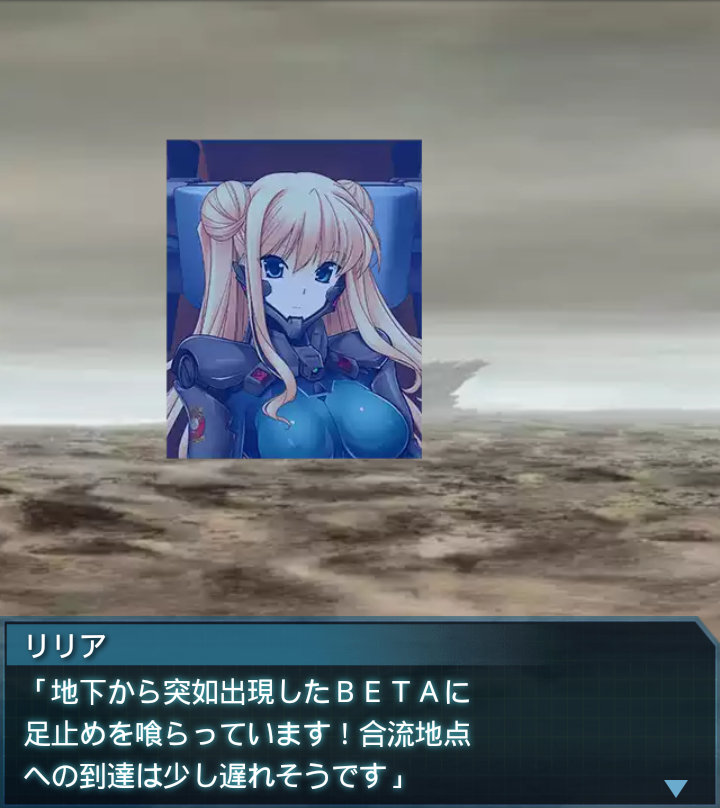 リリア
「地下から突如出現したＢＥＴＡに
足止めを喰らっています！合流地点
への到達は少し遅れそうです」